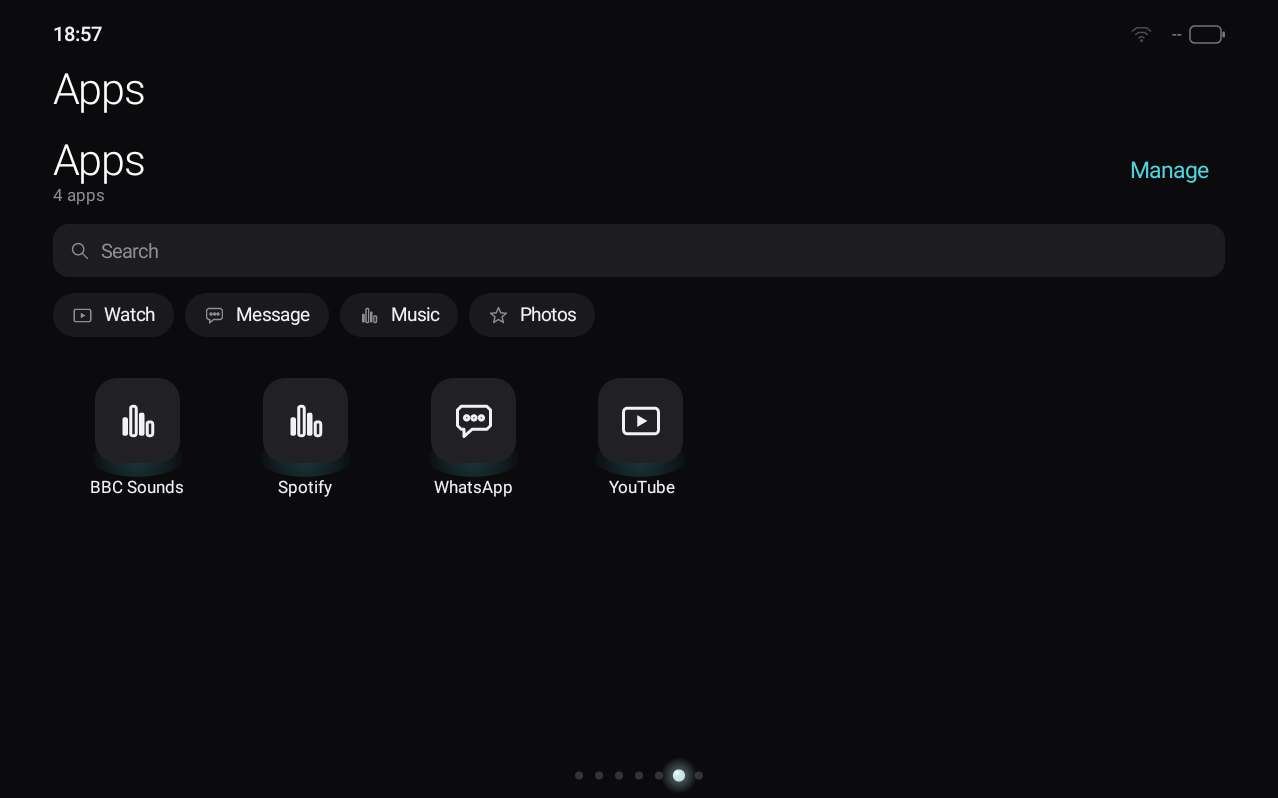 18:57 --
Apps
Apps
Manage
4 apps
Search
Watch Message Music Photos
BBC Sounds Spotify WhatsApp YouTube